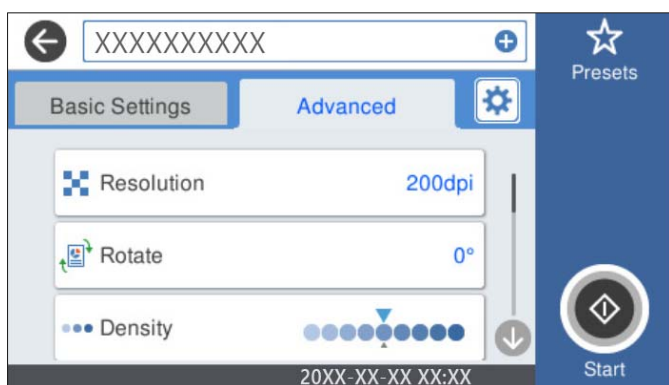 XXXXXXXXXX
Presets
Basic Settings
Advanced
Resolution
200dpi
Rotate
0°
Density
20XX-XX-XX XX:XX
Start